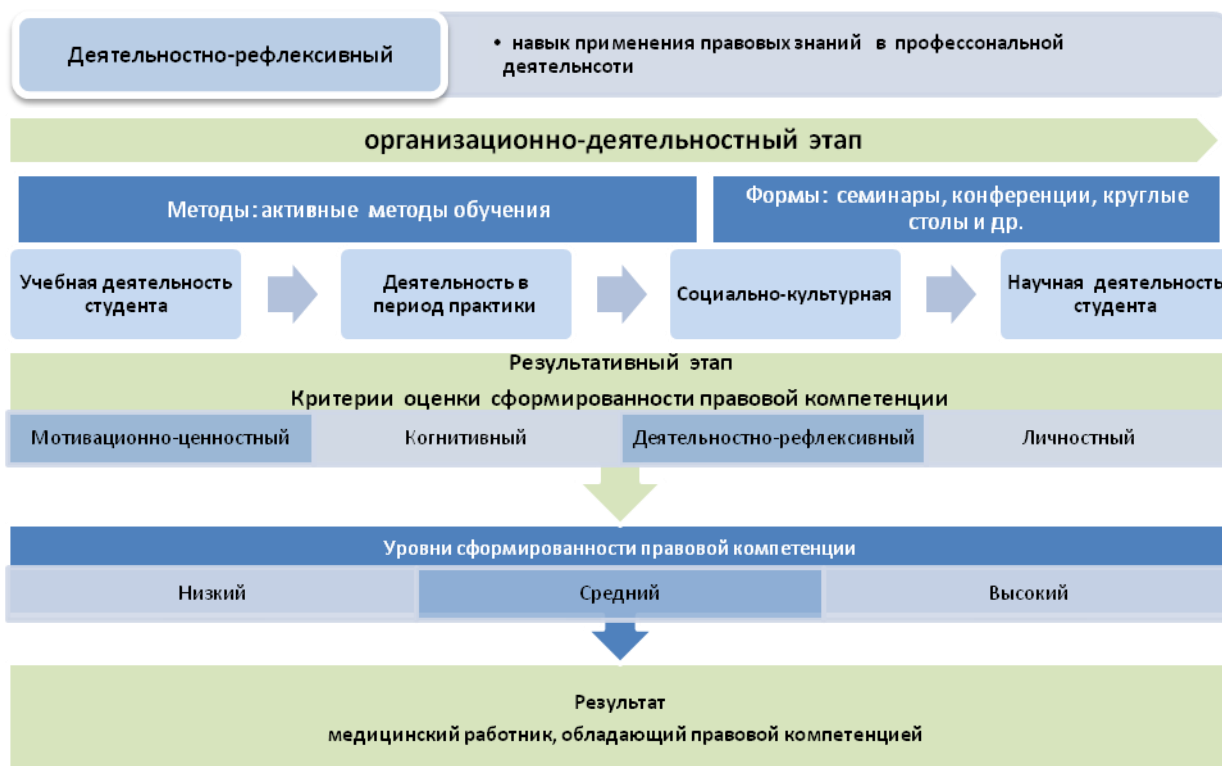 Деятельностно-рефлексивный
• навык применения правовых знаний в профессональной
деятельнсоти
организационно-деятельностный этап
Методы: активные методы обучения
Формы: семинары, конференции, круглые
столы и др.
Учебная деятельность
студента
Деятельность в
период практики
Социально-культурная
Научная деятельность
студента
Результативный этап
Критерии оценки сформированности правовой компетенции
Мотивационно-ценностный
Когнитивный
Деятельностно-рефлексивный
Личностный
Уровни сформированности правовой компетенции
Низкий
Средний
Высокий
Результат
медицинский работник, обладающий правовой компетенцией